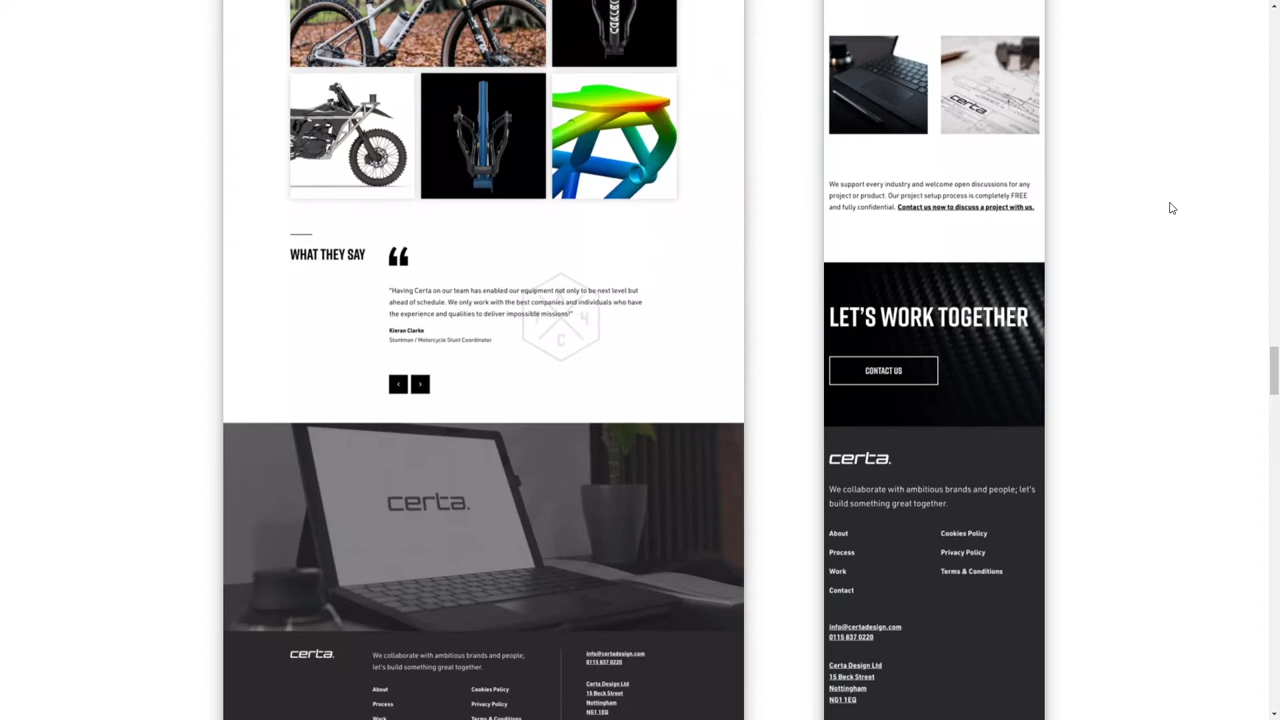 WHAT THEY SAY
“Having Certa on our team has enabled our equipment not only to be next level but
ahead of schedule. We only work with the best companies and individuals who have
the experience and qualities to deliver impossible missions!”
Kieran Clarke
Stuntman / Motorcycle Stunt Coordinator
certa.
certa.
We collaborate with ambitious brands and people;
let's build something great together.
About
Cookies Policy
Process
Privacy Policy
Work
Terms & Conditions
info@certadesign.com
0115 837 0220
Certa Design Ltd
15 Beck Street
Nottingham
NG1 1EQ
certa
We support every industry and welcome open discussions for any
project or product. Our project setup process is completely FREE
and fully confidential. Contact us now to discuss a project with us.
LET'S WORK TOGETHER
CONTACT US
certa.
We collaborate with ambitious brands and people; let's
build something great together.
About
Cookies Policy
Process
Privacy Policy
Work
Terms & Conditions
Contact
info@certadesign.com
0115 837 0220
Certa Design Ltd
15 Beck Street
Nottingham
NG1 1EQ